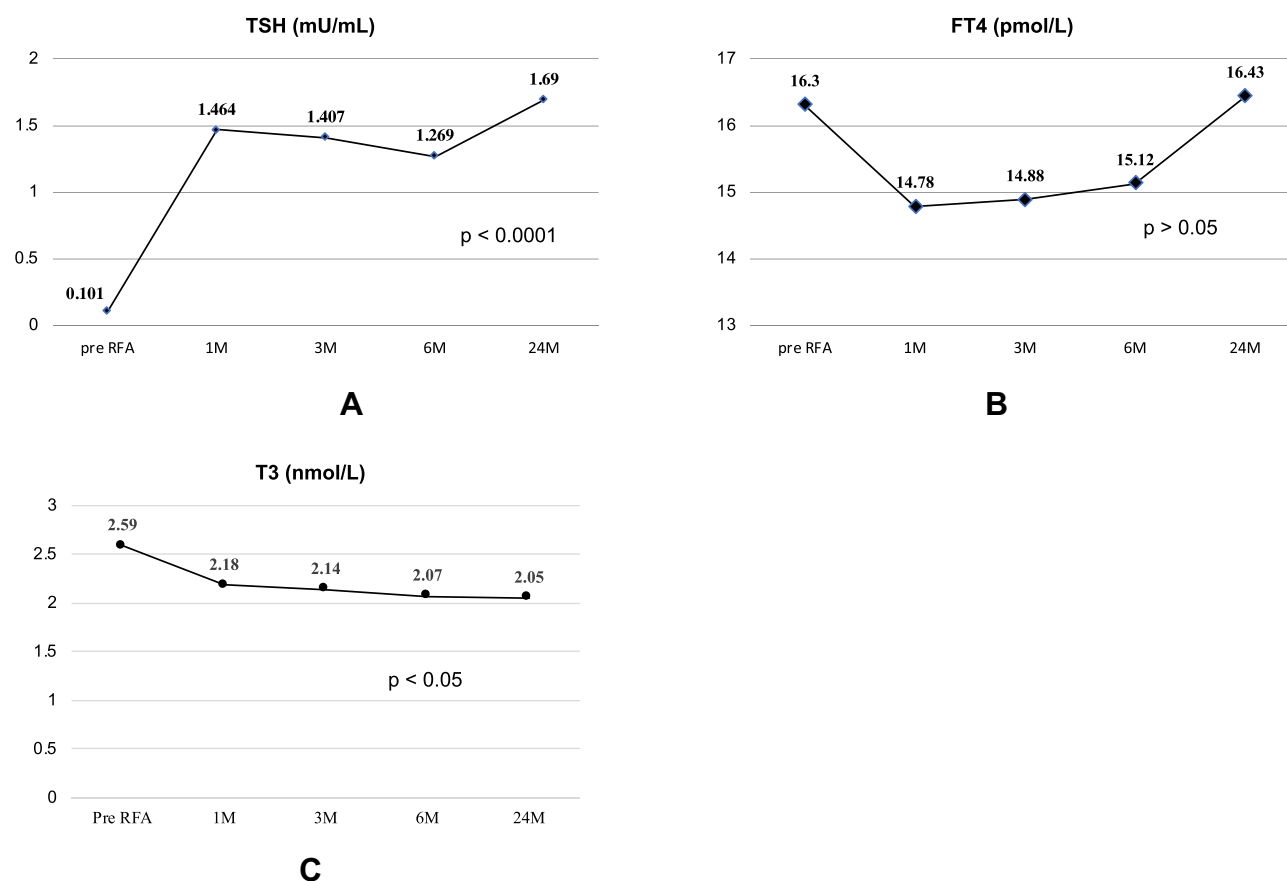 TSH (mU/mL)
2
1.5
1
0.5
0
0.101
1.464
1.407
1.269
1.69
p < 0.0001
pre RFA 1M 3M 6M 24M
A
FT4 (pmol/L)
17
16
15
14
13
16.3
14.78
14.88
15.12
16.43
p > 0.05
pre RFA 1M 3M 6M 24M
B
T3 (nmol/L)
3
2.5
2
1.5
1
0.5
0
2.59
2.18
2.14
2.07
2.05
p < 0.05
Pre RFA 1M 3M 6M 24M
C